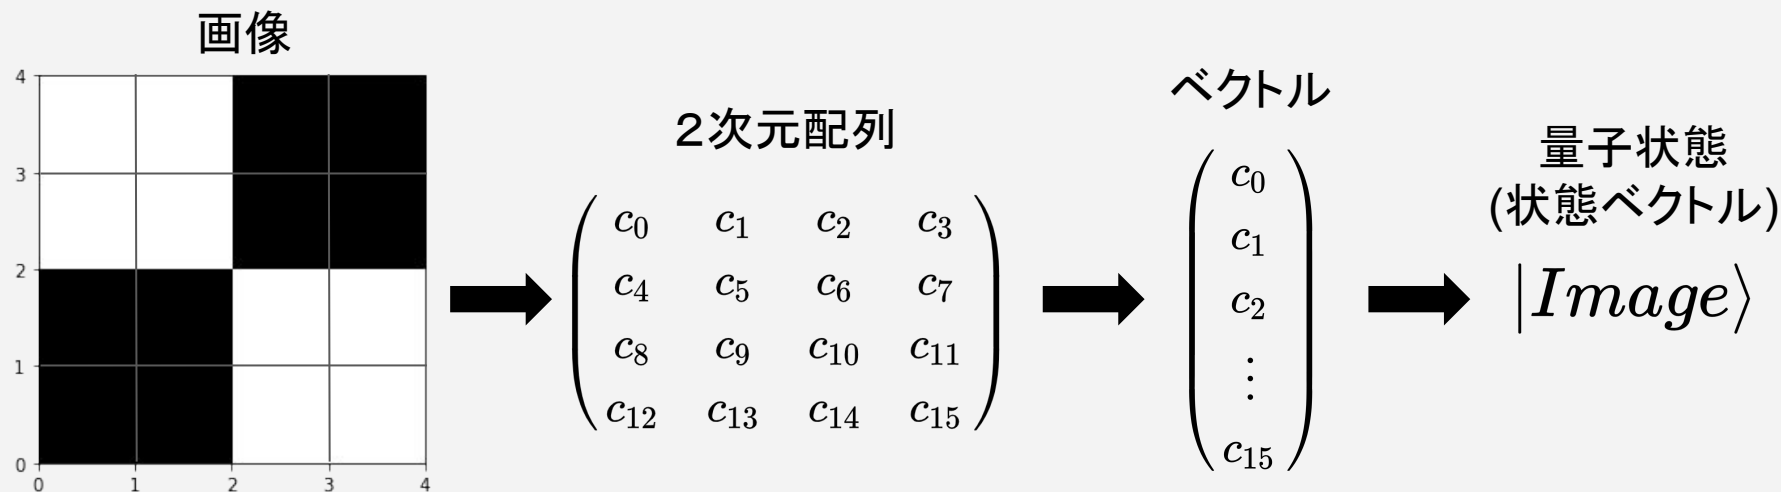 画像
4
3
2
1
0
0 1 2 3 4
２次元配列
c₀ c₁ c₂ c₃
c₄ c₅ c₆ c₇
c₈ c₉ c₁₀ c₁₁
c₁₂ c₁₃ c₁₄ c₁₅
ベクトル
c₀
c₁
c₂
⋮
c₁₅
量子状態
(状態ベクトル)
|Image⟩